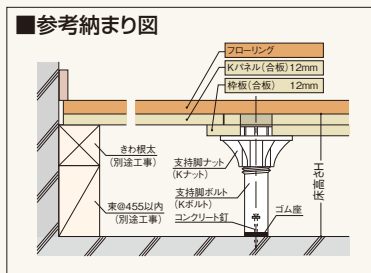 ■参考納まり図
フローリング
Kパネル(合板)12mm
枠板(合板) 12mm
きわ根太
(別途工事)
支持脚ナット
(Kナット)
床高さH
支持脚ボルト
(Kボルト)
束@455以内
(別途工事)
コンクリート釘
ゴム座